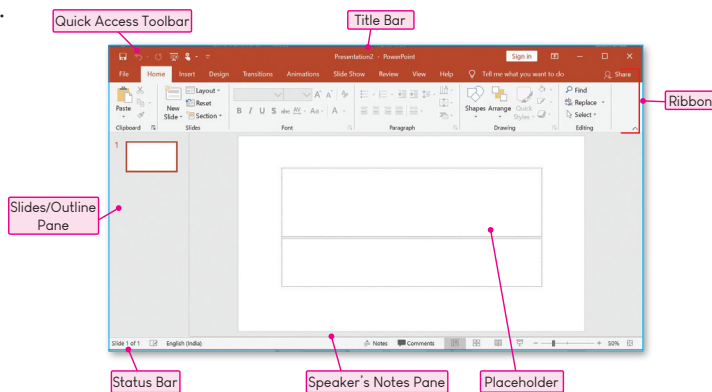 Quick Access Toolbar
Title Bar
Presentation2 - PowerPoint
Sign in
File Home Insert Design Transitions Animations Slide Show Review View Help Tell me what you want to do Share
Paste
New Slide
Layout
Reset
Section
B I U S abc AV Aa A
Shapes Arrange Quick Styles
Find
Replace
Select
Clipboard Slides Font Paragraph Drawing Editing
Ribbon
1
Slides/Outline
Pane
Slide 1 of 1 English (India) Notes Comments 50%
Status Bar
Speaker's Notes Pane
Placeholder